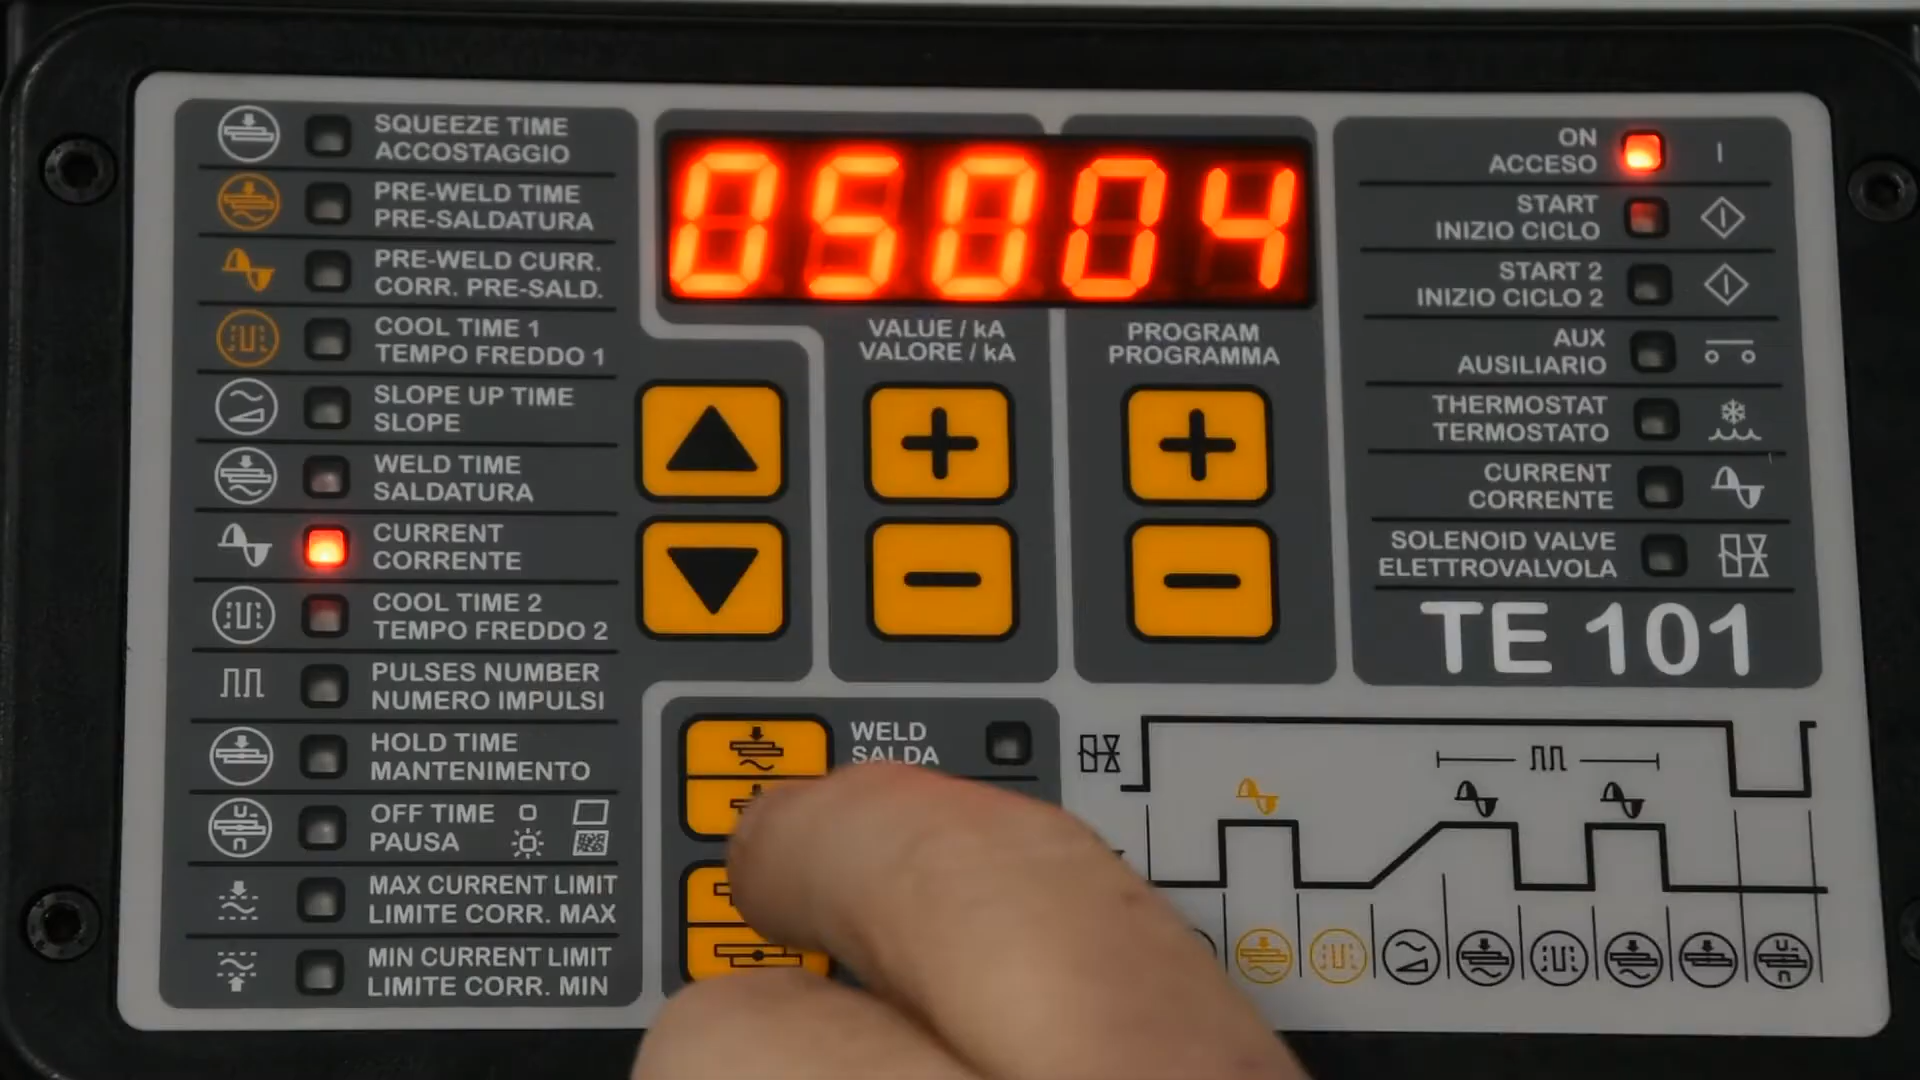 SQUEEZE TIME
ACCOSTAGGIO
PRE-WELD TIME
PRE-SALDATURA
PRE-WELD CURR.
CORR. PRE-SALD.
COOL TIME 1
TEMPO FREDDO 1
SLOPE UP TIME
SLOPE
WELD TIME
SALDATURA
CURRENT
CORRENTE
COOL TIME 2
TEMPO FREDDO 2
PULSES NUMBER
NUMERO IMPULSI
HOLD TIME
MANTENIMENTO
OFF TIME
PAUSA
MAX CURRENT LIMIT
LIMITE CORR. MAX
MIN CURRENT LIMIT
LIMITE CORR. MIN
05004
VALUE / kA
VALORE / kA
PROGRAM
PROGRAMMA
WELD
SALDA
ON
ACCESO
START
INIZIO CICLO
START 2
INIZIO CICLO 2
AUX
AUSILIARIO
THERMOSTAT
TERMOSTATO
CURRENT
CORRENTE
SOLENOID VALVE
ELETTROVALVOLA
TE 101